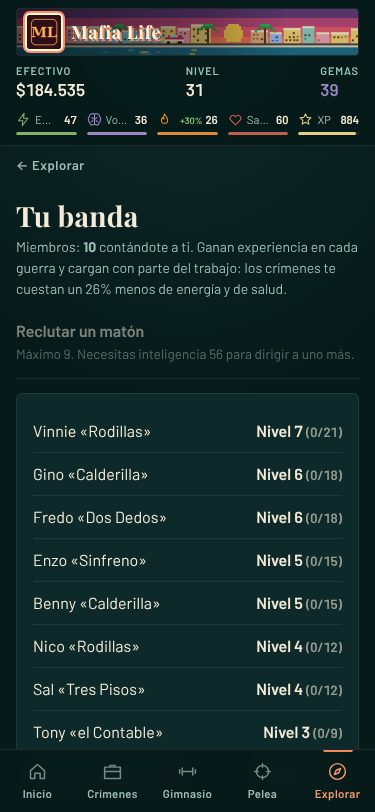 ML Mafia Life
EFECTIVO NIVEL GEMAS
$184.535 31 39
E... 47 Vo... 36 +30% 26 Sa... 60 XP 884
← Explorar
Tu banda
Miembros: 10 contándote a ti. Ganan experiencia en cada
guerra y cargan con parte del trabajo: los crímenes te
cuestan un 26% menos de energía y de salud.
Reclutar un matón
Máximo 9. Necesitas inteligencia 56 para dirigir a uno más.
Vinnie «Rodillas» Nivel 7 (0/21)
Gino «Calderilla» Nivel 6 (0/18)
Fredo «Dos Dedos» Nivel 6 (0/18)
Enzo «Sinfreno» Nivel 5 (0/15)
Benny «Calderilla» Nivel 5 (0/15)
Nico «Rodillas» Nivel 4 (0/12)
Sal «Tres Pisos» Nivel 4 (0/12)
Tony «el Contable» Nivel 3 (0/9)
Inicio Crímenes Gimnasio Pelea Explorar